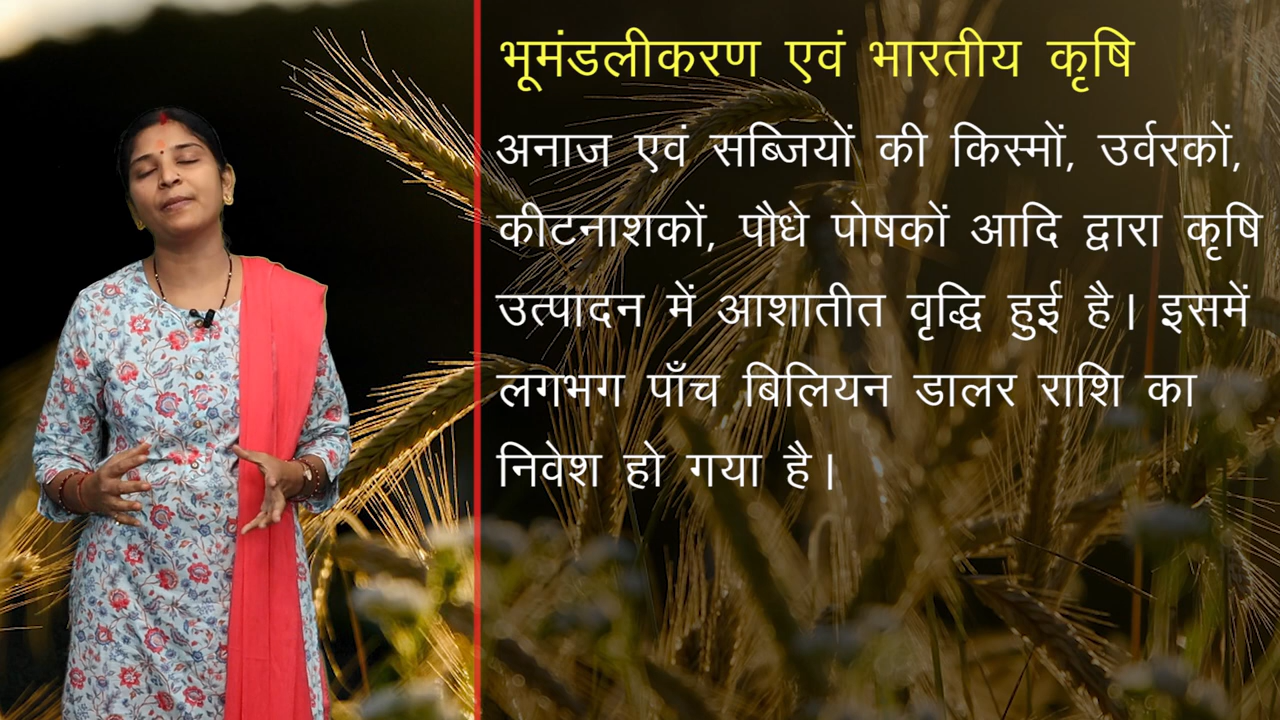 भूमंडलीकरण एवं भारतीय कृषि
अनाज एवं सब्जियों की किस्मों, उर्वरकों,
कीटनाशकों, पौधे पोषकों आदि द्वारा कृषि
उत्पादन में आशातीत वृद्धि हुई है। इसमें
लगभग पाँच बिलियन डालर राशि का
निवेश हो गया है।